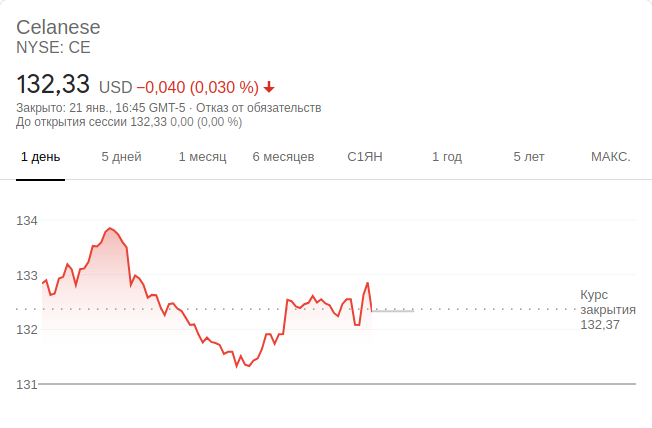 Celanese
NYSE: CE
132,33 USD −0,040 (0,030 %)
Закрыто: 21 янв., 16:45 GMT-5 · Отказ от обязательств
До открытия сессии 132,33 0,00 (0,00 %)
1 день 5 дней 1 месяц 6 месяцев С1ЯН 1 год 5 лет МАКС.
134
133
132
131
Курс
закрытия
132,37